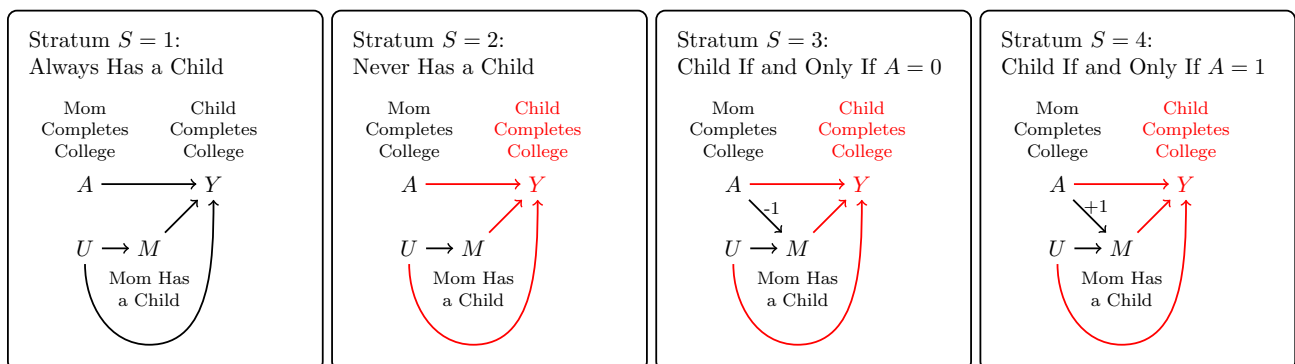 Stratum S = 1:
Always Has a Child
Mom
Completes
College
Child
Completes
College
A
Y
U
M
Mom Has
a Child
Stratum S = 2:
Never Has a Child
Mom
Completes
College
Child
Completes
College
A
Y
U
M
Mom Has
a Child
Stratum S = 3:
Child If and Only If A = 0
Mom
Completes
College
Child
Completes
College
A
Y
-1
U
M
Mom Has
a Child
Stratum S = 4:
Child If and Only If A = 1
Mom
Completes
College
Child
Completes
College
A
Y
+1
U
M
Mom Has
a Child